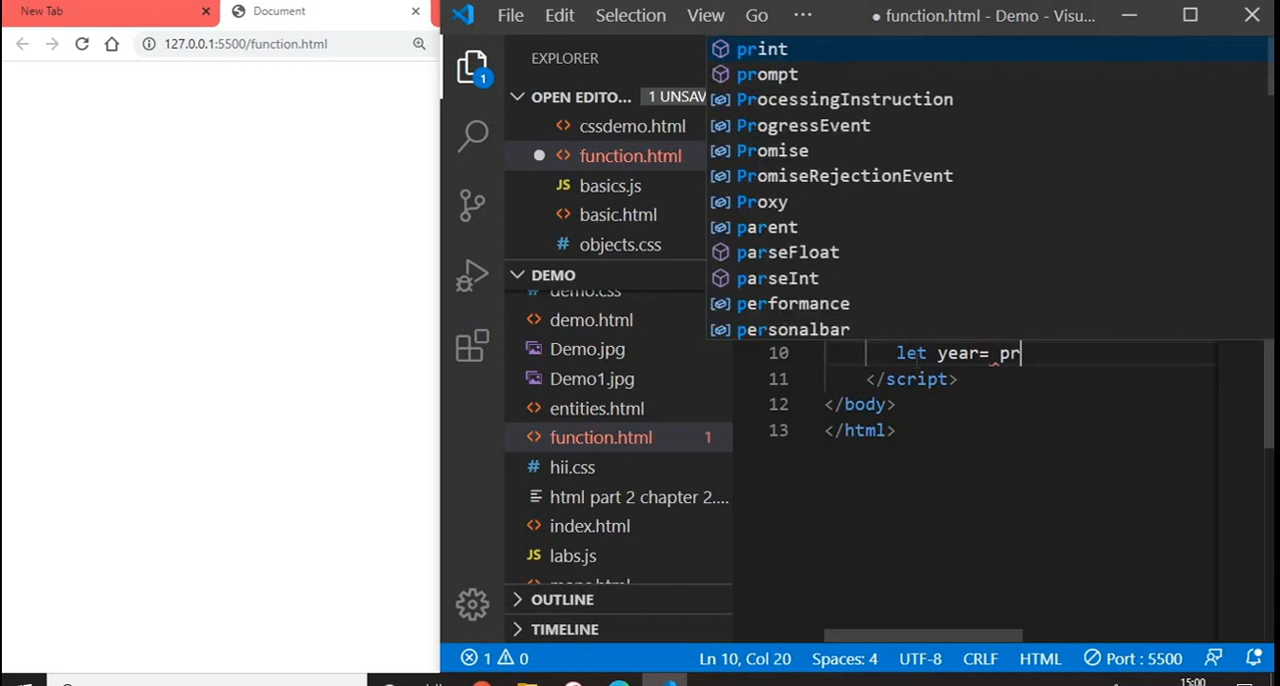 New Tab
Document
127.0.0.1:5500/function.html
File Edit Selection View Go ··· ● function.html - Demo - Visu...
EXPLORER
OPEN EDITO... 1 UNSAV
cssdemo.html
function.html
JS basics.js
basic.html
# objects.css
DEMO
# demo.css
demo.html
Demo.jpg
Demo1.jpg
entities.html
function.html 1
# hii.css
html part 2 chapter 2....
index.html
JS labs.js
OUTLINE
TIMELINE
1
print
prompt
ProcessingInstruction
ProgressEvent
Promise
PromiseRejectionEvent
Proxy
parent
parseFloat
parseInt
performance
personalbar
10 let year= pr
11 </script>
12 </body>
13 </html>
1 0 Ln 10, Col 20 Spaces: 4 UTF-8 CRLF HTML Port : 5500
15:00